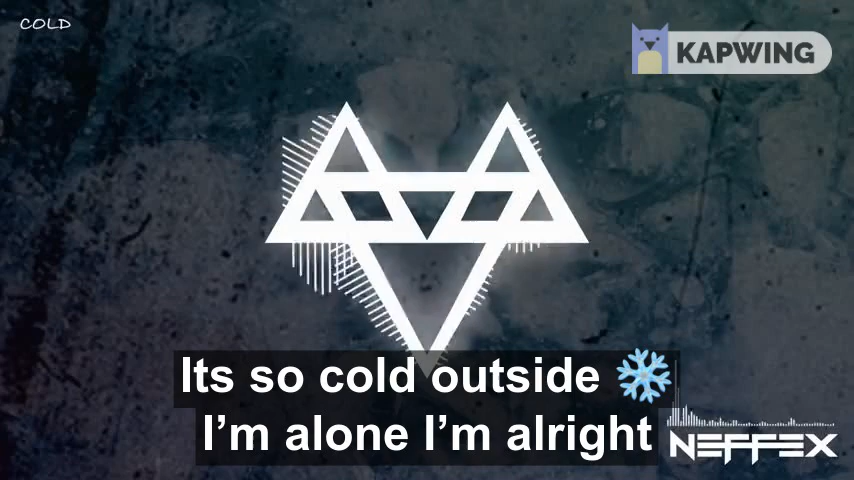 COLD
KAPWING
Its so cold outside ❄️
I’m alone I’m alright
NEFFEX